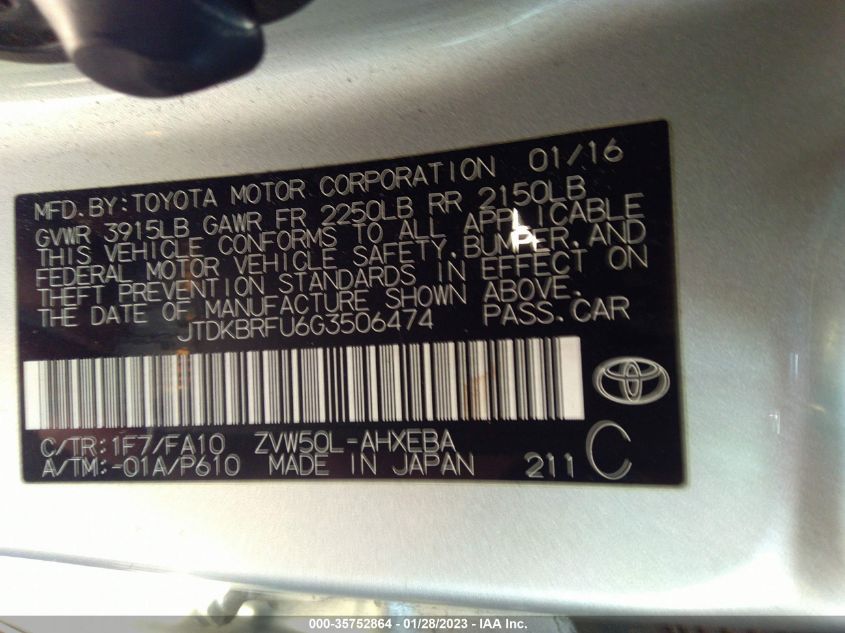 MFD.BY:TOYOTA MOTOR CORPORATION 01/16
GVWR 3915LB GAWR FR 2250LB RR 2150LB
THIS VEHICLE CONFORMS TO ALL APPLICABLE
FEDERAL MOTOR VEHICLE SAFETY,BUMPER,AND
THEFT PREVENTION STANDARDS IN EFFECT ON
THE DATE OF MANUFACTURE SHOWN ABOVE.
JTDKBRFU6G3506474 PASS.CAR
C/TR:1F7/FA10 ZVW50L-AHXEBA
A/TM:-01A/P610 MADE IN JAPAN 211 C
000-35752864 | 01/28/2023 - IAA Inc.